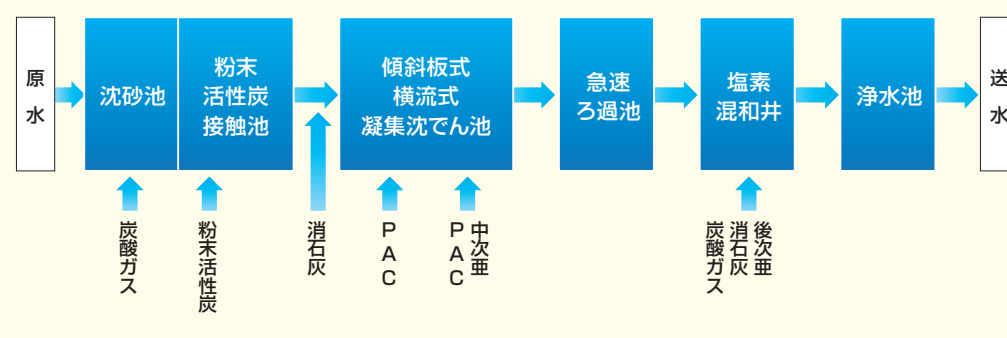 原水
沈砂池
粉末
活性炭
接触池
傾斜板式
横流式
凝集沈でん池
急速
ろ過池
塩素
混和井
浄水池
送水
炭酸ガス
粉末活性炭
消石灰
PAC
中次亜
PAC
後次亜
消石灰
炭酸ガス